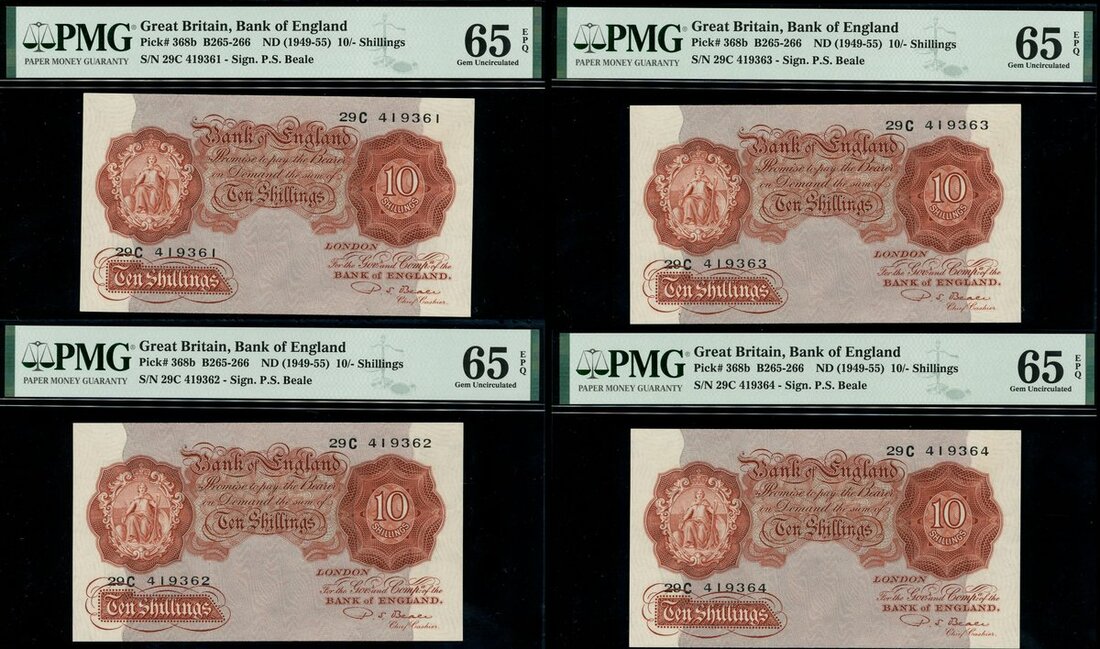 PMG
PAPER MONEY GUARANTY
Great Britain, Bank of England
Pick# 368b B265-266 ND (1949-55) 10/- Shillings
S/N 29C 419361 - Sign. P.S. Beale
65 EPQ
Gem Uncirculated
29C 419361
Bank of England
Promise to pay the Bearer
on Demand the sum of
Ten Shillings
10
SHILLINGS
LONDON
For the Govr. and Compa. of the
BANK of ENGLAND.
P. S. Beale
Chief Cashier.
29C 419361
Ten Shillings
PMG
PAPER MONEY GUARANTY
Great Britain, Bank of England
Pick# 368b B265-266 ND (1949-55) 10/- Shillings
S/N 29C 419363 - Sign. P.S. Beale
65 EPQ
Gem Uncirculated
29C 419363
Bank of England
Promise to pay the Bearer
on Demand the sum of
Ten Shillings
10
SHILLINGS
LONDON
For the Govr. and Compa. of the
BANK of ENGLAND.
P. S. Beale
Chief Cashier.
29C 419363
Ten Shillings
PMG
PAPER MONEY GUARANTY
Great Britain, Bank of England
Pick# 368b B265-266 ND (1949-55) 10/- Shillings
S/N 29C 419362 - Sign. P.S. Beale
65 EPQ
Gem Uncirculated
29C 419362
Bank of England
Promise to pay the Bearer
on Demand the sum of
Ten Shillings
10
SHILLINGS
LONDON
For the Govr. and Compa. of the
BANK of ENGLAND.
P. S. Beale
Chief Cashier.
29C 419362
Ten Shillings
PMG
PAPER MONEY GUARANTY
Great Britain, Bank of England
Pick# 368b B265-266 ND (1949-55) 10/- Shillings
S/N 29C 419364 - Sign. P.S. Beale
65 EPQ
Gem Uncirculated
29C 419364
Bank of England
Promise to pay the Bearer
on Demand the sum of
Ten Shillings
10
SHILLINGS
LONDON
For the Govr. and Compa. of the
BANK of ENGLAND.
P. S. Beale
Chief Cashier.
29C 419364
Ten Shillings